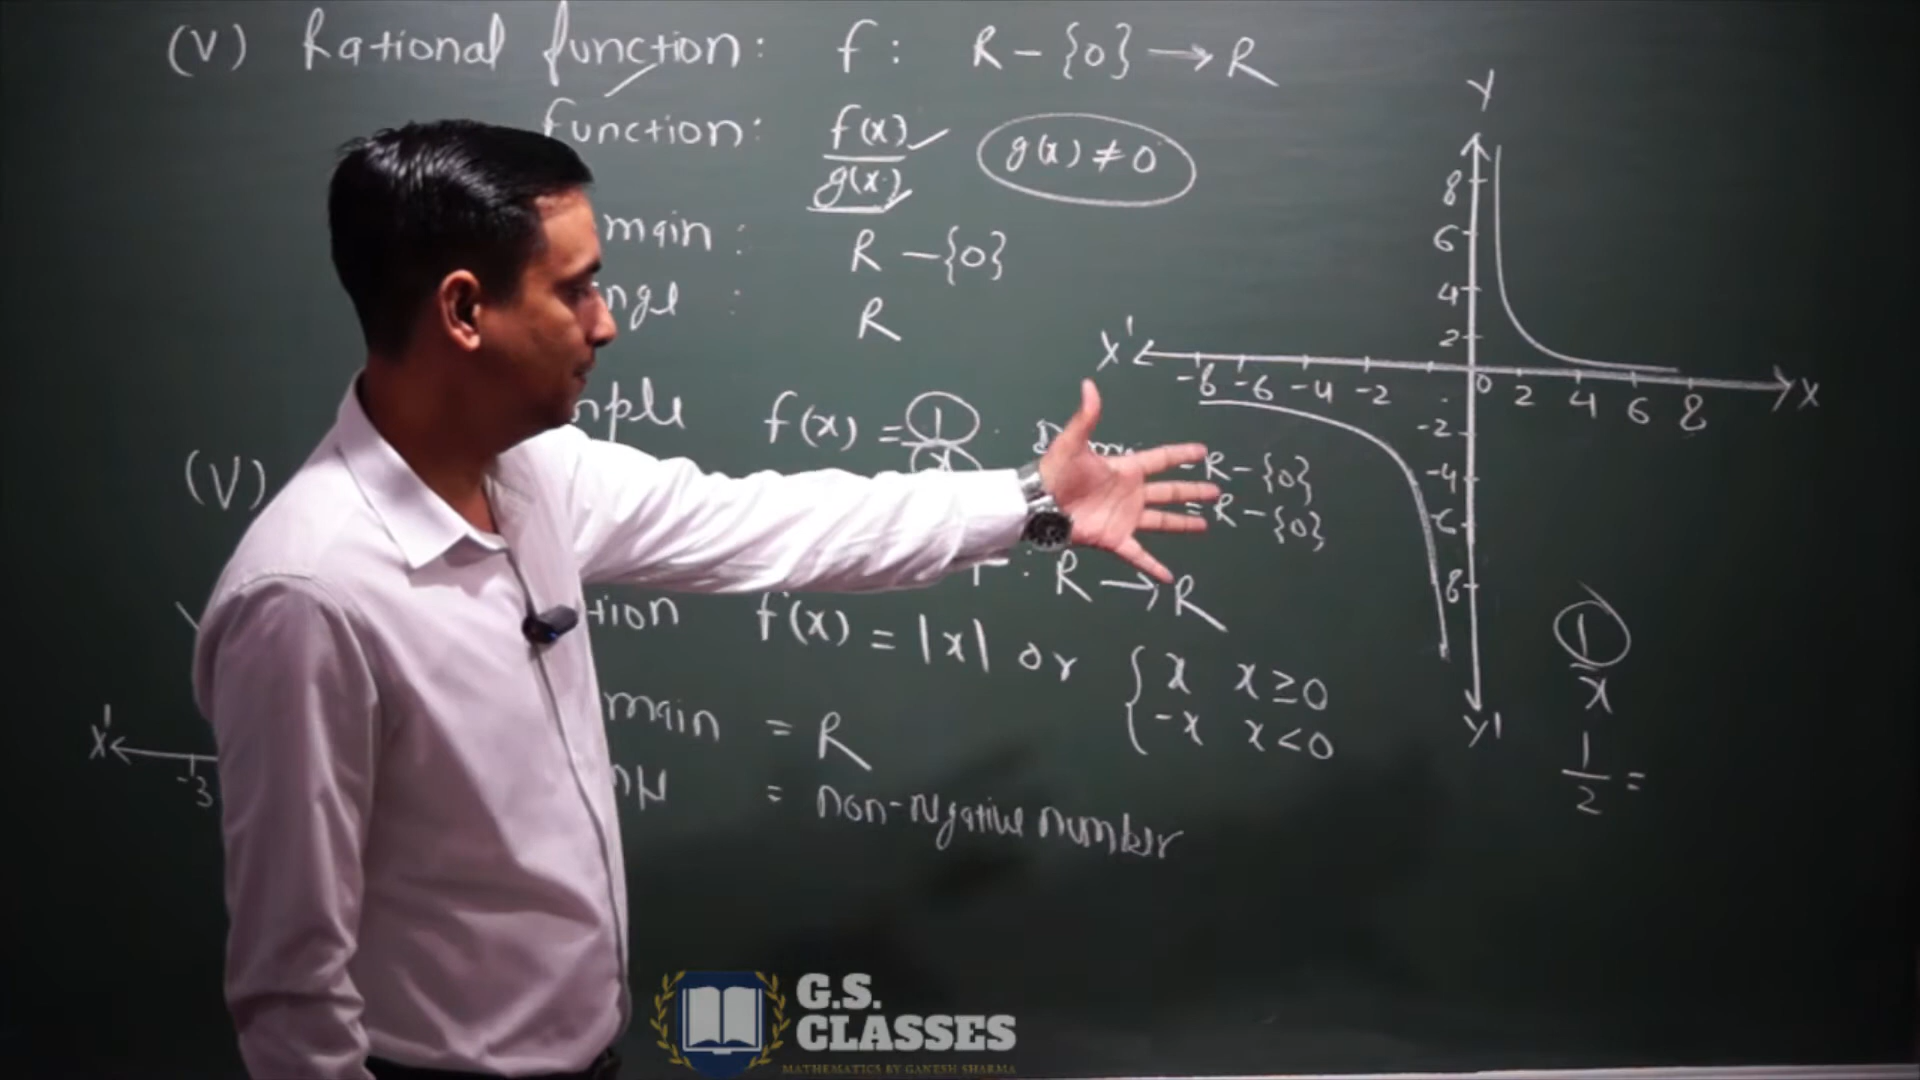 (V) Rational function: f: R - {0} → R
function: f(x)/g(x) g(x) ≠ 0
main: R - {0}
R
mple f(x) = 1/x R - {0}
= R - {0}
(V) : R → R
tion f(x) = |x| or { x x ≥ 0
-x x < 0
main = R
= non-negative number
Y
8
6
4
2
X' -6 -6 -4 -2 0 2 4 6 8 X
-2
-4
-6
8
Y'
1/x
1/2 =
X'
-3
G.S.
CLASSES
MATHEMATICS BY GANESH SHARMA